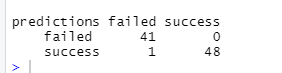 predictions failed success
failed 41 0
success 1 48
>